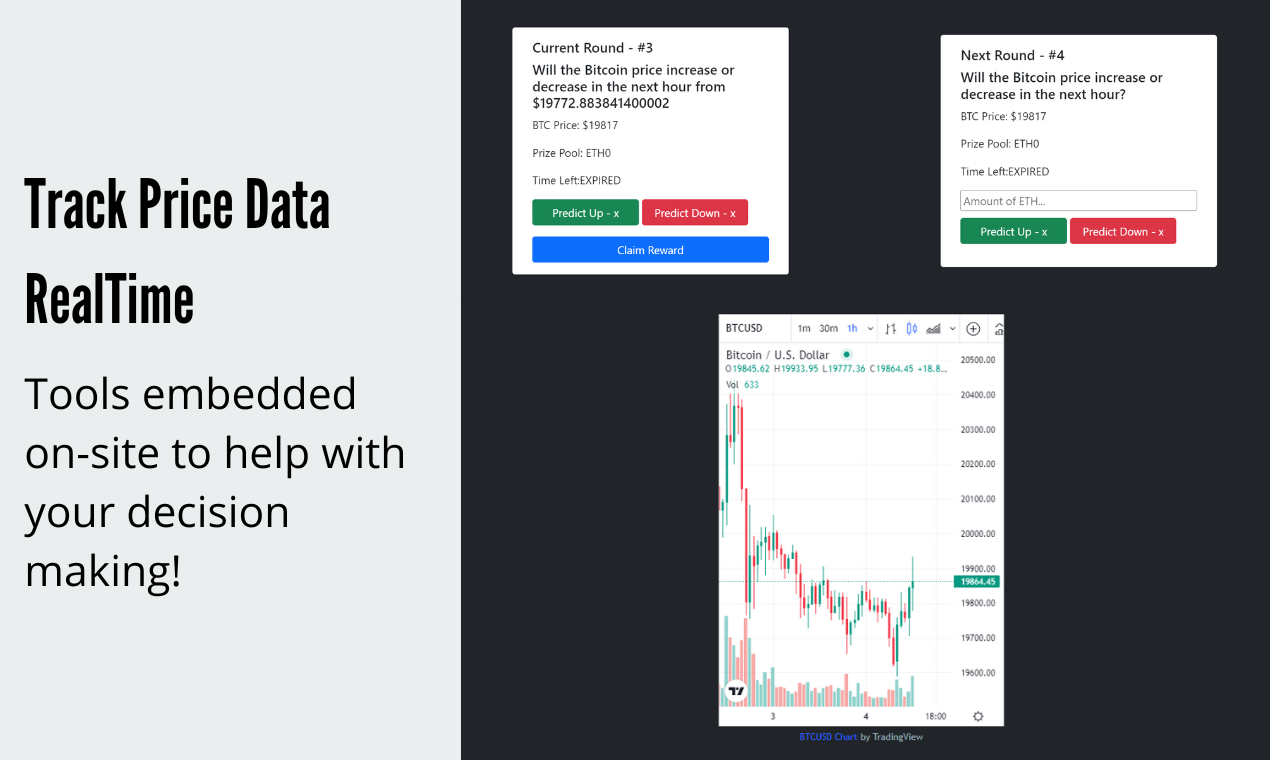 Track Price Data
RealTime
Tools embedded
on-site to help with
your decision
making!
Current Round - #3
Will the Bitcoin price increase or
decrease in the next hour from
$19772.883841400002
BTC Price: $19817
Prize Pool: ETH0
Time Left:EXPIRED
Predict Up - x
Predict Down - x
Claim Reward
Next Round - #4
Will the Bitcoin price increase or
decrease in the next hour?
BTC Price: $19817
Prize Pool: ETH0
Time Left:EXPIRED
Amount of ETH...
Predict Up - x
Predict Down - x
BTCUSD 1m 30m 1h
Bitcoin / U.S. Dollar
O19845.62 H19933.95 L19777.36 C19864.45 +18.8...
Vol 633
20500.00
20400.00
20300.00
20200.00
20100.00
20000.00
19900.00
19864.45
19800.00
19700.00
19600.00
3 4 18:00
BTCUSD Chart by TradingView